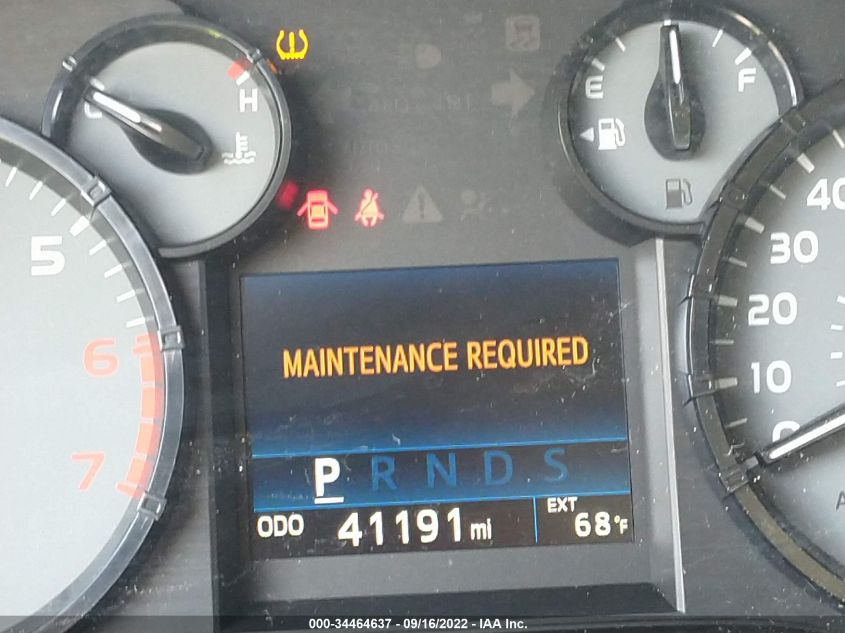 H
E
F
5
6
7
40
30
20
10
0
MAINTENANCE REQUIRED
P R N D S
ODO 41191 mi
EXT 68°F
000-34464637 - 09/16/2022 - IAA Inc.